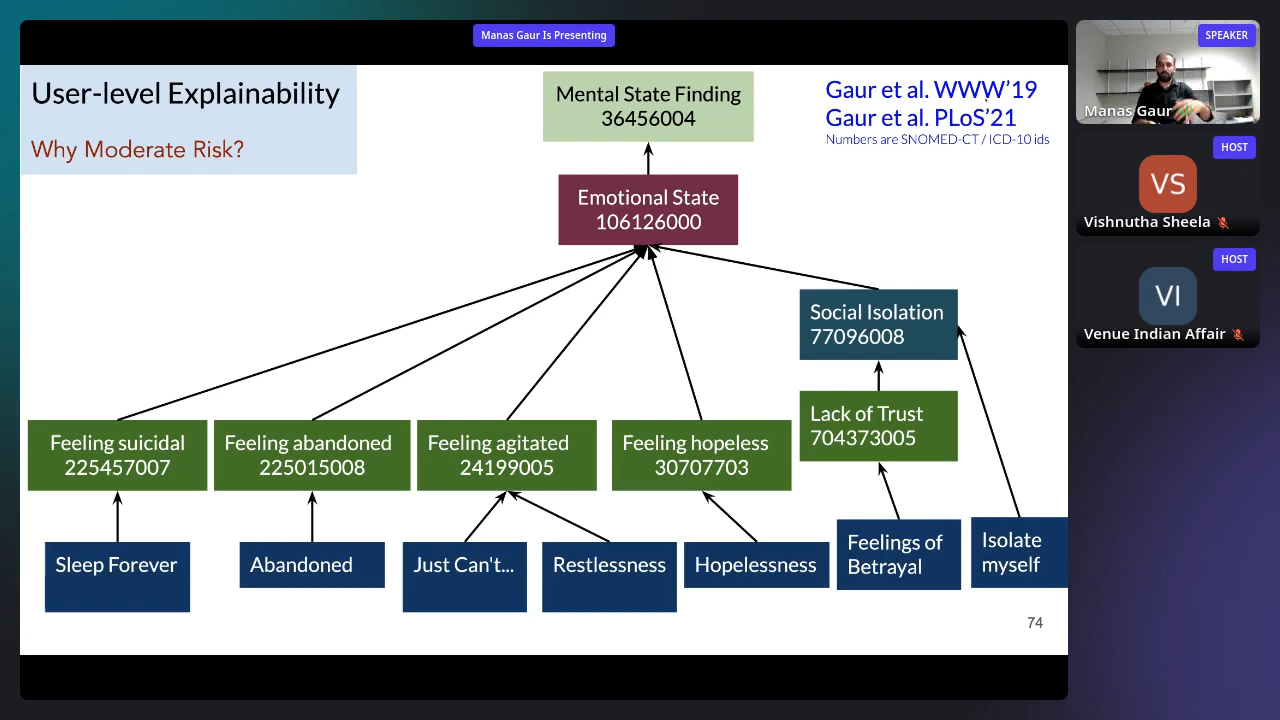 Manas Gaur Is Presenting
User-level Explainability
Why Moderate Risk?
Mental State Finding
36456004
Gaur et al. WWW'19
Gaur et al. PLoS'21
Numbers are SNOMED-CT / ICD-10 ids
Emotional State
106126000
Social Isolation
77096008
Lack of Trust
704373005
Feeling suicidal
225457007
Feeling abandoned
225015008
Feeling agitated
24199005
Feeling hopeless
30707703
Sleep Forever
Abandoned
Just Can't...
Restlessness
Hopelessness
Feelings of
Betrayal
Isolate
myself
74
SPEAKER
Manas Gaur
HOST
VS
Vishnutha Sheela
HOST
VI
Venue Indian Affair